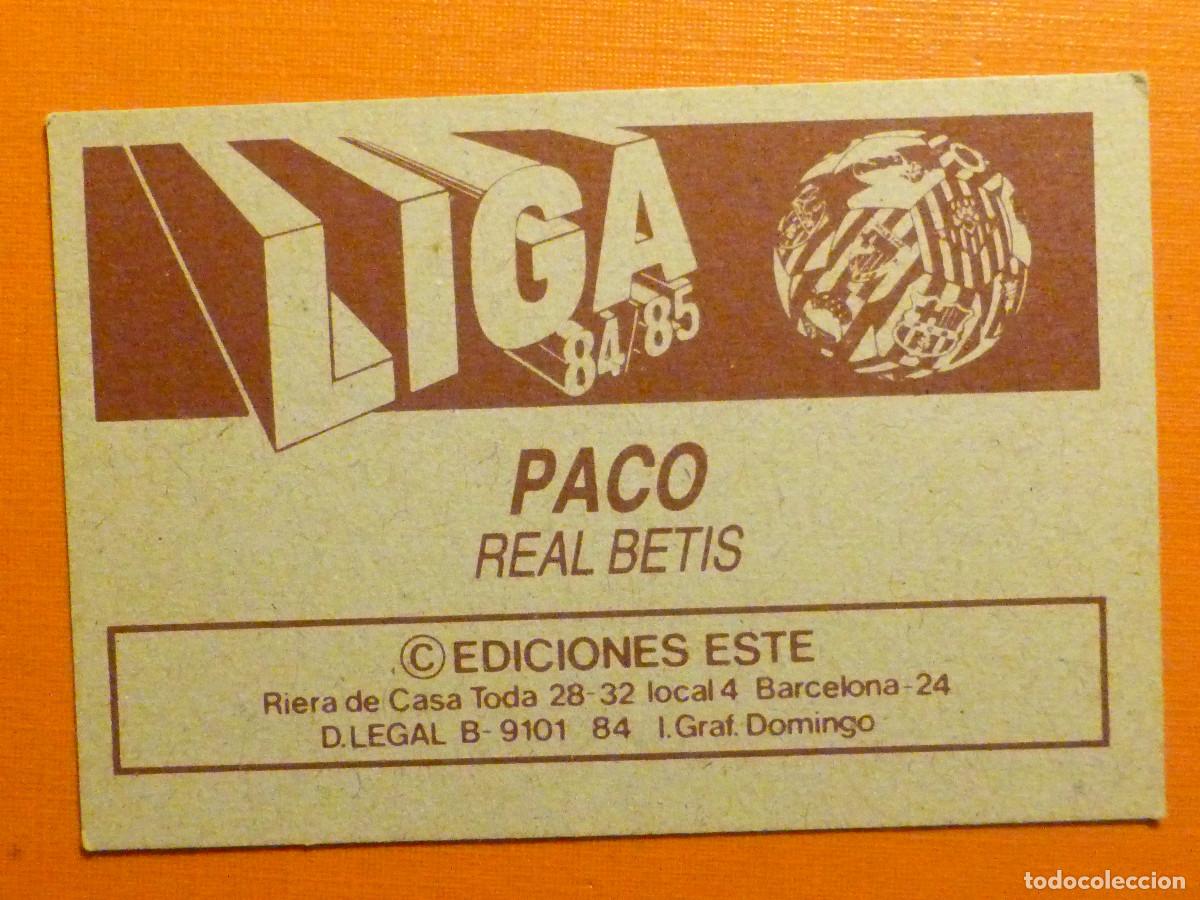 LIGA
84/85
PACO
REAL BETIS
©EDICIONES ESTE
Riera de Casa Toda 28-32 local 4 Barcelona-24
D.LEGAL B-9101 84 I.Graf. Domingo
todocoleccion